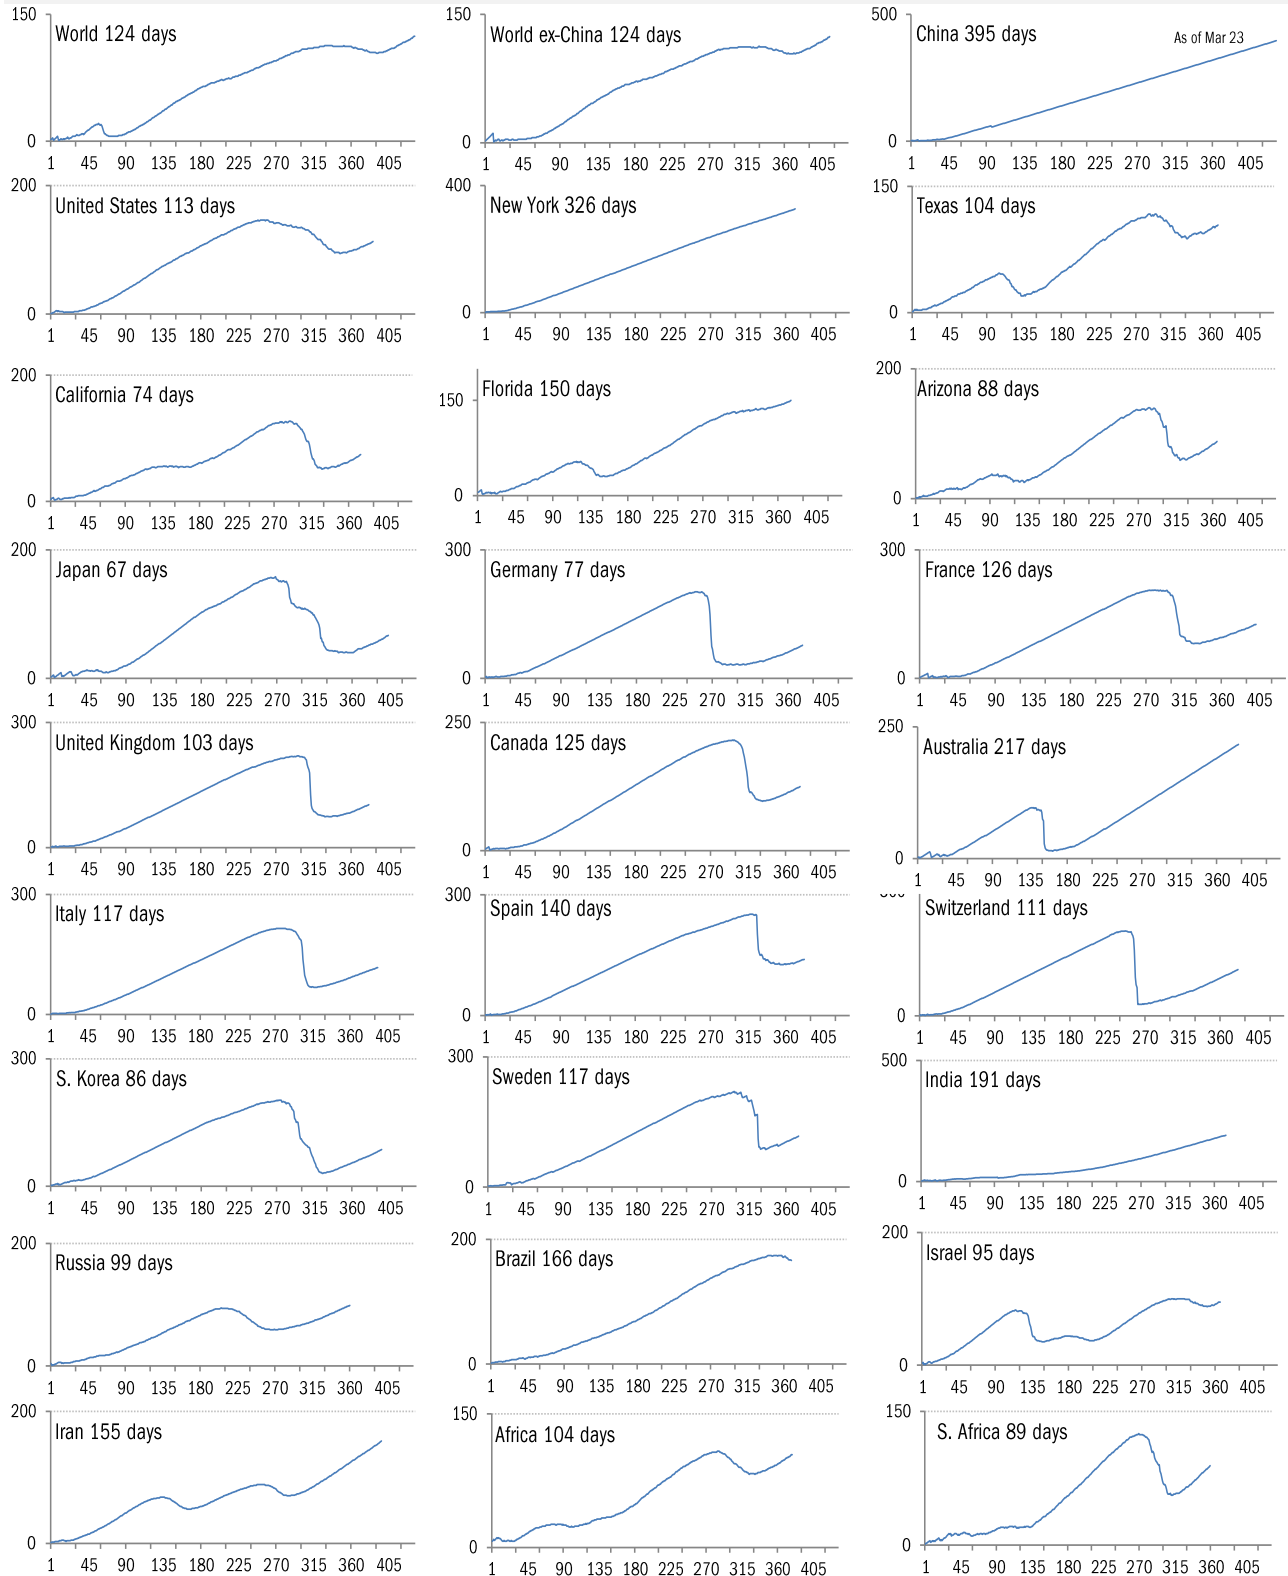 150
World 124 days
0
1 45 90 135 180 225 270 315 360 405
150
World ex-China 124 days
0
1 45 90 135 180 225 270 315 360 405
500
China 395 days
As of Mar 23
0
1 45 90 135 180 225 270 315 360 405
200
United States 113 days
0
1 45 90 135 180 225 270 315 360 405
400
New York 326 days
0
1 45 90 135 180 225 270 315 360 405
150
Texas 104 days
0
1 45 90 135 180 225 270 315 360 405
200
California 74 days
0
1 45 90 135 180 225 270 315 360 405
150
Florida 150 days
0
1 45 90 135 180 225 270 315 360 405
200
Arizona 88 days
0
1 45 90 135 180 225 270 315 360 405
200
Japan 67 days
0
1 45 90 135 180 225 270 315 360 405
300
Germany 77 days
0
1 45 90 135 180 225 270 315 360 405
300
France 126 days
0
1 45 90 135 180 225 270 315 360 405
300
United Kingdom 103 days
0
1 45 90 135 180 225 270 315 360 405
250
Canada 125 days
0
1 45 90 135 180 225 270 315 360 405
250
Australia 217 days
0
1 45 90 135 180 225 270 315 360 405
300
Italy 117 days
0
1 45 90 135 180 225 270 315 360 405
300
Spain 140 days
0
1 45 90 135 180 225 270 315 360 405
Switzerland 111 days
0
1 45 90 135 180 225 270 315 360 405
300
S. Korea 86 days
0
1 45 90 135 180 225 270 315 360 405
300
Sweden 117 days
0
1 45 90 135 180 225 270 315 360 405
500
India 191 days
0
1 45 90 135 180 225 270 315 360 405
200
Russia 99 days
0
1 45 90 135 180 225 270 315 360 405
200
Brazil 166 days
0
1 45 90 135 180 225 270 315 360 405
200
Israel 95 days
0
1 45 90 135 180 225 270 315 360 405
200
Iran 155 days
0
1 45 90 135 180 225 270 315 360 405
150
Africa 104 days
0
1 45 90 135 180 225 270 315 360 405
150
S. Africa 89 days
0
1 45 90 135 180 225 270 315 360 405